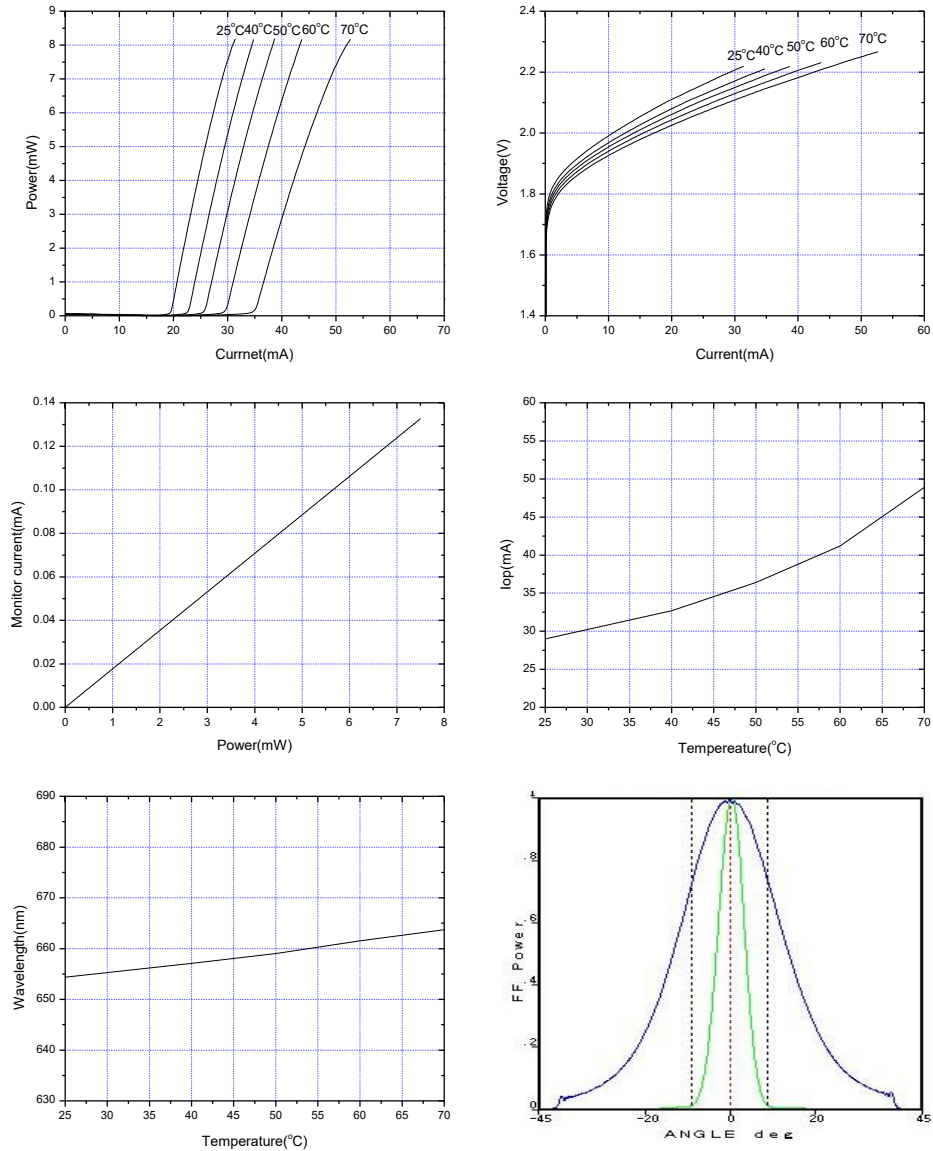 9
8
7
6
5
4
3
2
1
0
Power(mW)
25°C 40°C 50°C 60°C 70°C
0 10 20 30 40 50 60 70
Currnet(mA)
2.4
2.2
2.0
1.8
1.6
1.4
Voltage(V)
25°C 40°C 50°C 60°C 70°C
0 10 20 30 40 50 60
Current(mA)
0.14
0.12
0.10
0.08
0.06
0.04
0.02
0.00
Monitor current(mA)
0 1 2 3 4 5 6 7 8
Power(mW)
60
55
50
45
40
35
30
25
20
Iop(mA)
25 30 35 40 45 50 55 60 65 70
Tempereature(°C)
690
680
670
660
650
640
630
Wavelength(nm)
25 30 35 40 45 50 55 60 65 70
Temperature(°C)
1
.8
.6
.4
.2
0
FF. Power.
-45 -20 0 20 45
ANGLE deg